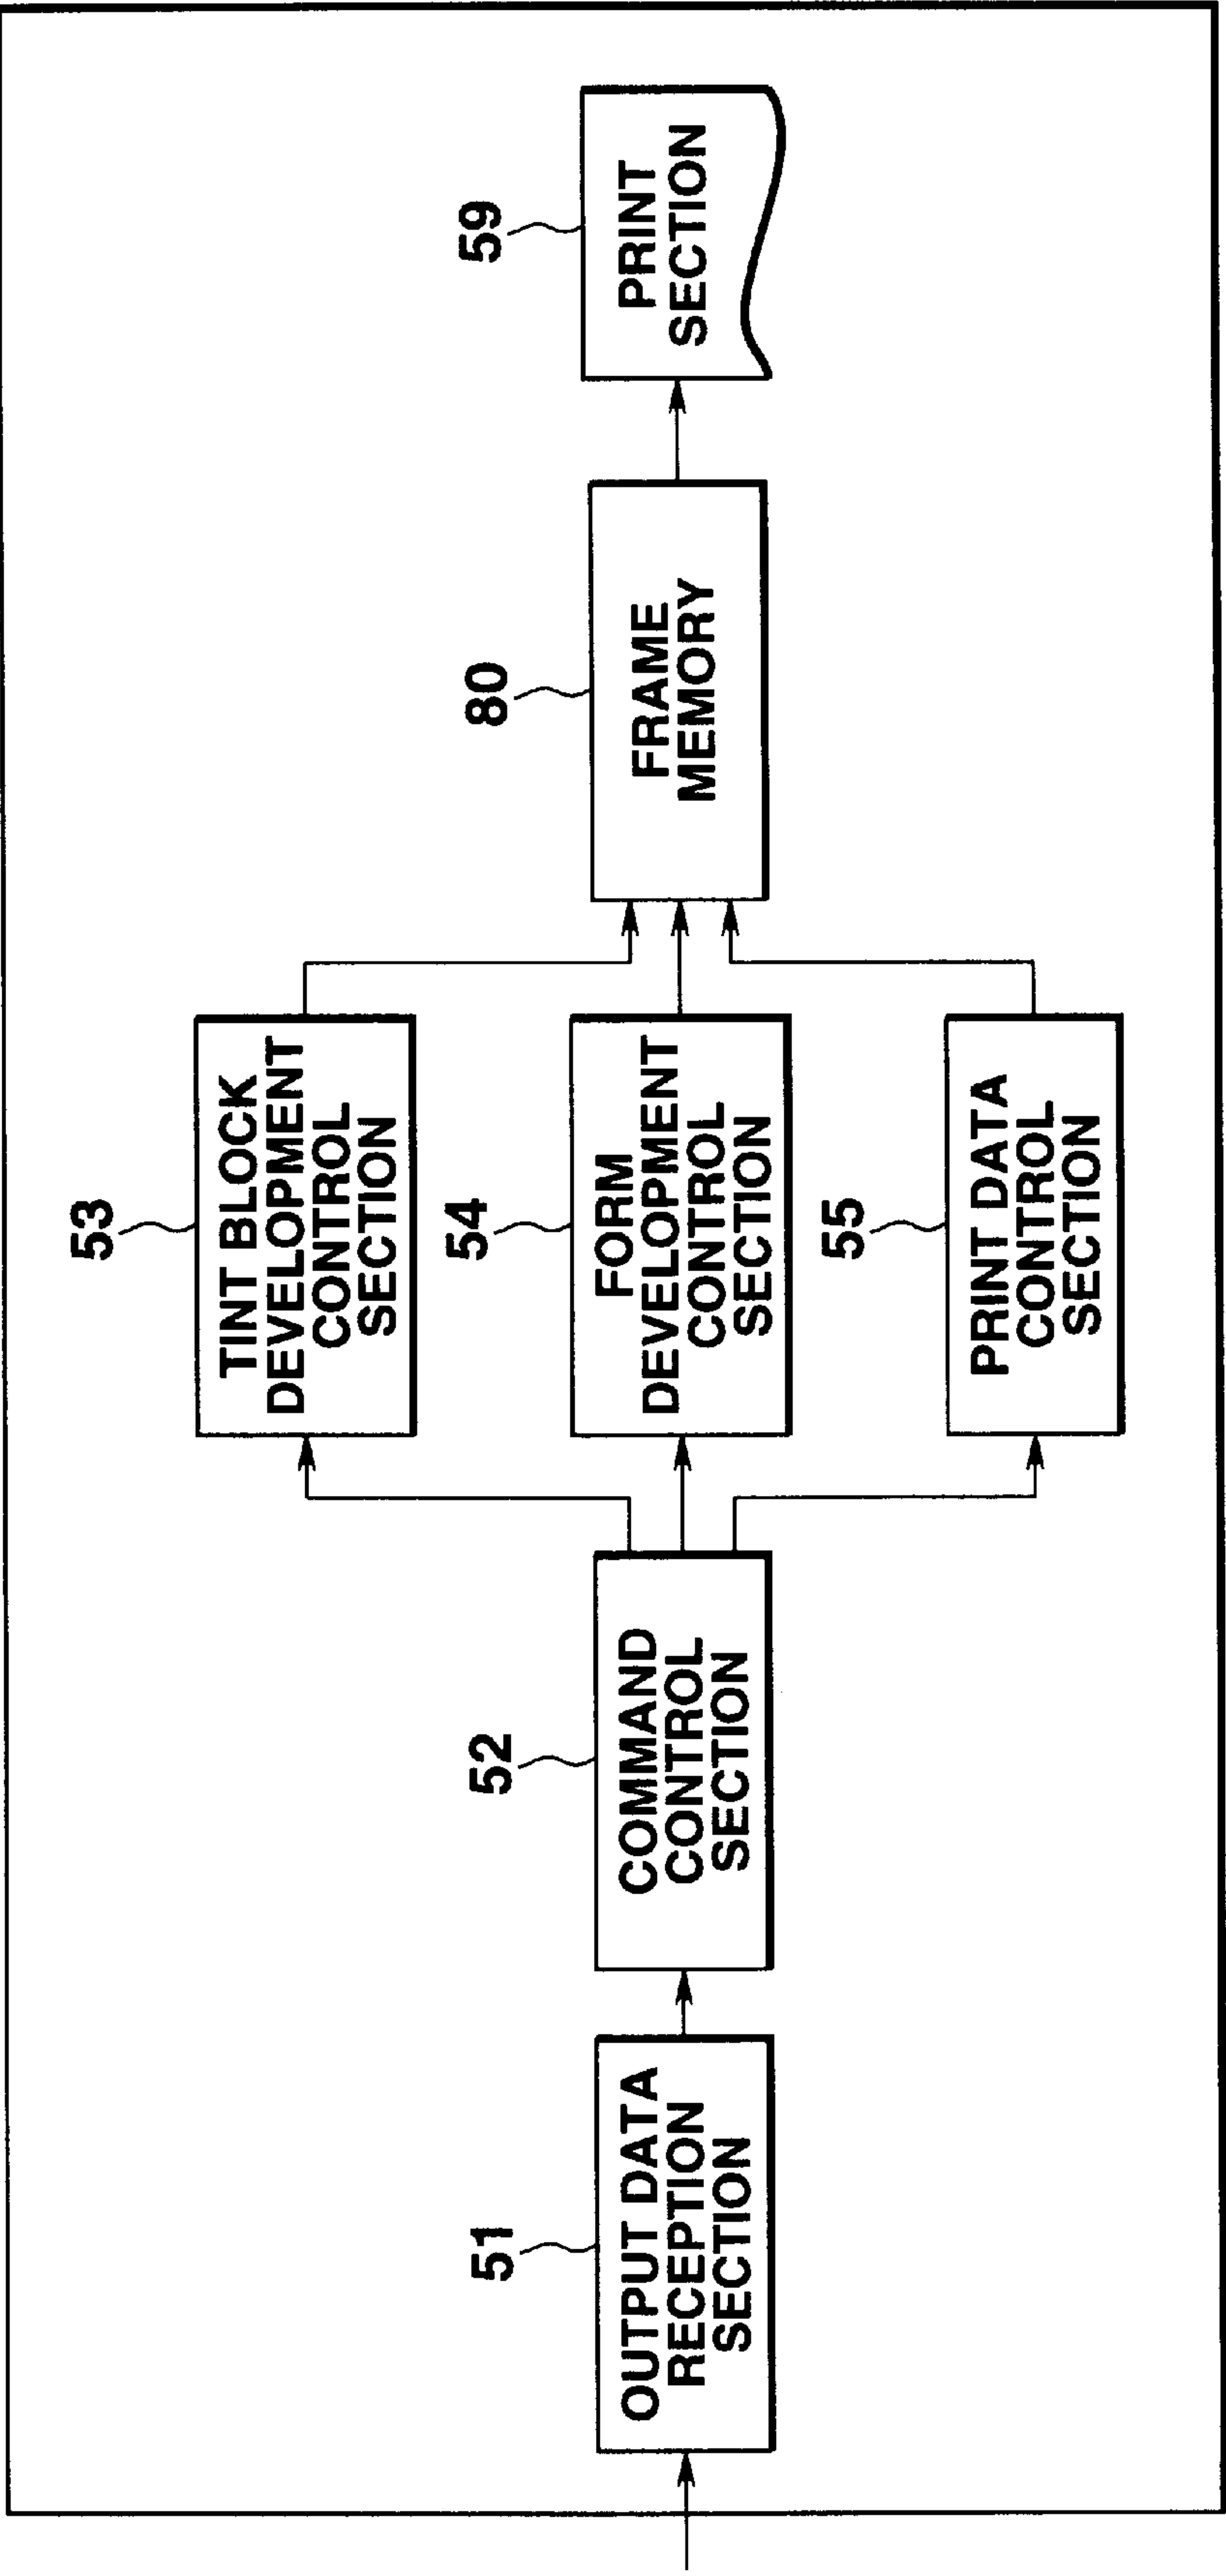 51
OUTPUT DATA
RECEPTION
SECTION
52
COMMAND
CONTROL
SECTION
53
TINT BLOCK
DEVELOPMENT
CONTROL
SECTION
54
FORM
DEVELOPMENT
CONTROL
SECTION
55
PRINT DATA
CONTROL
SECTION
80
FRAME
MEMORY
59
PRINT
SECTION